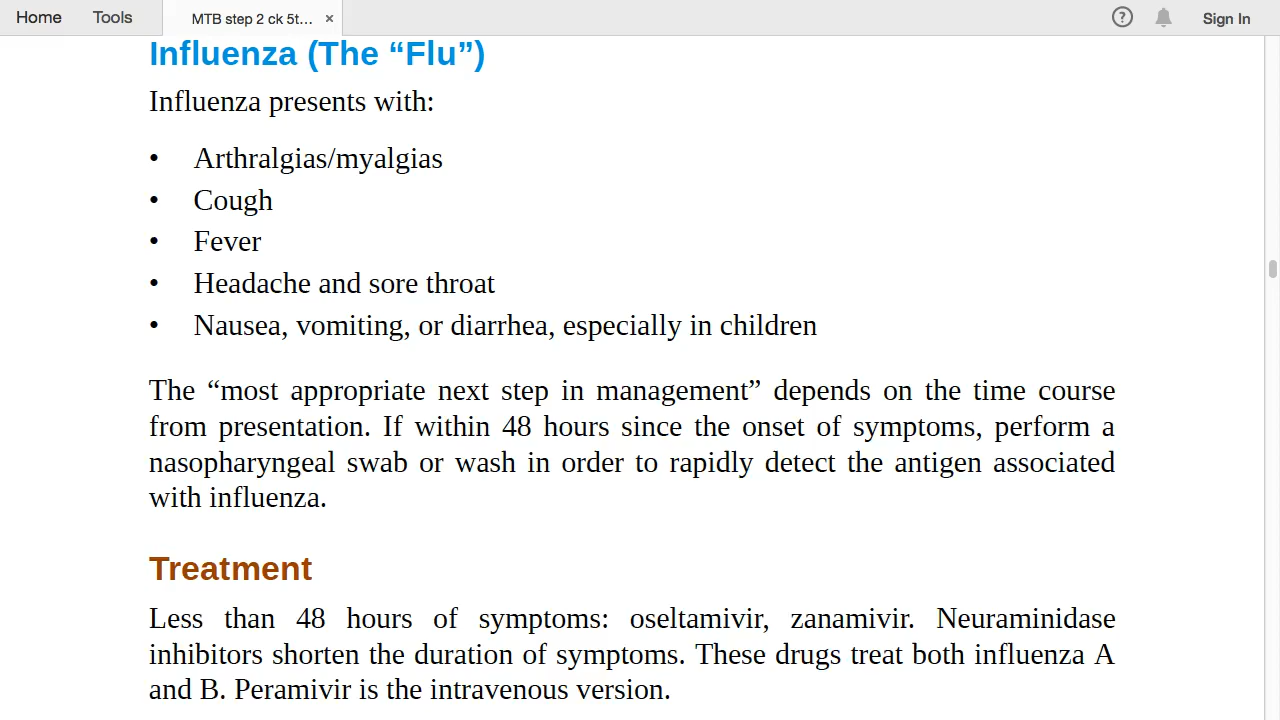 Home Tools MTB step 2 ck 5t... × ? Sign In
Influenza (The “Flu”)
Influenza presents with:
• Arthralgias/myalgias
• Cough
• Fever
• Headache and sore throat
• Nausea, vomiting, or diarrhea, especially in children
The “most appropriate next step in management” depends on the time course
from presentation. If within 48 hours since the onset of symptoms, perform a
nasopharyngeal swab or wash in order to rapidly detect the antigen associated
with influenza.
Treatment
Less than 48 hours of symptoms: oseltamivir, zanamivir. Neuraminidase
inhibitors shorten the duration of symptoms. These drugs treat both influenza A
and B. Peramivir is the intravenous version.